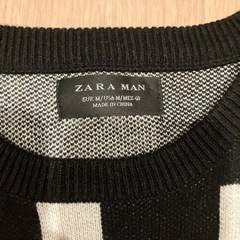 ZARA MAN
EUR M/USA M/MEX 40
MADE IN CHINA